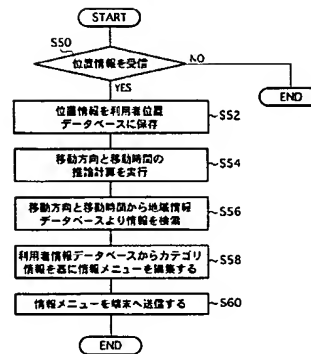 START
S50
位置情報を受信
NO
YES
END
位置情報を利用者位置
データベースに保存
S52
移動方向と移動時間の
推論計算を実行
S54
移動方向と移動時間から地域情報
データベースより情報を検索
S56
利用者情報データベースからカテゴリ
情報を基に情報メニューを編集する
S58
情報メニューを端末へ送信する
S60
END